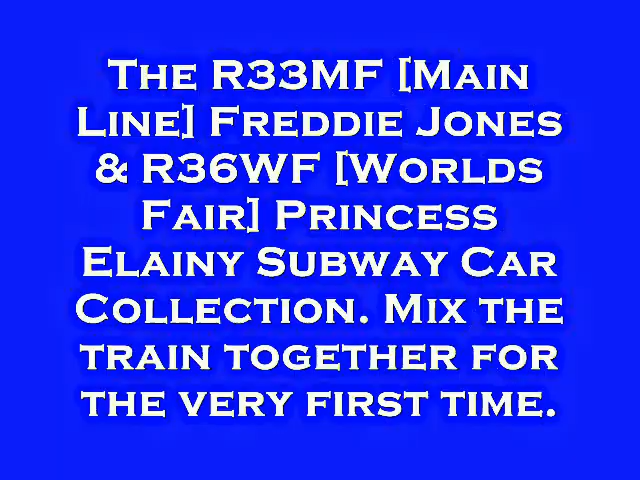 The R33MF [Main
Line] Freddie Jones
& R36WF [Worlds
Fair] Princess
Elainy Subway Car
Collection. Mix the
train together for
the very first time.